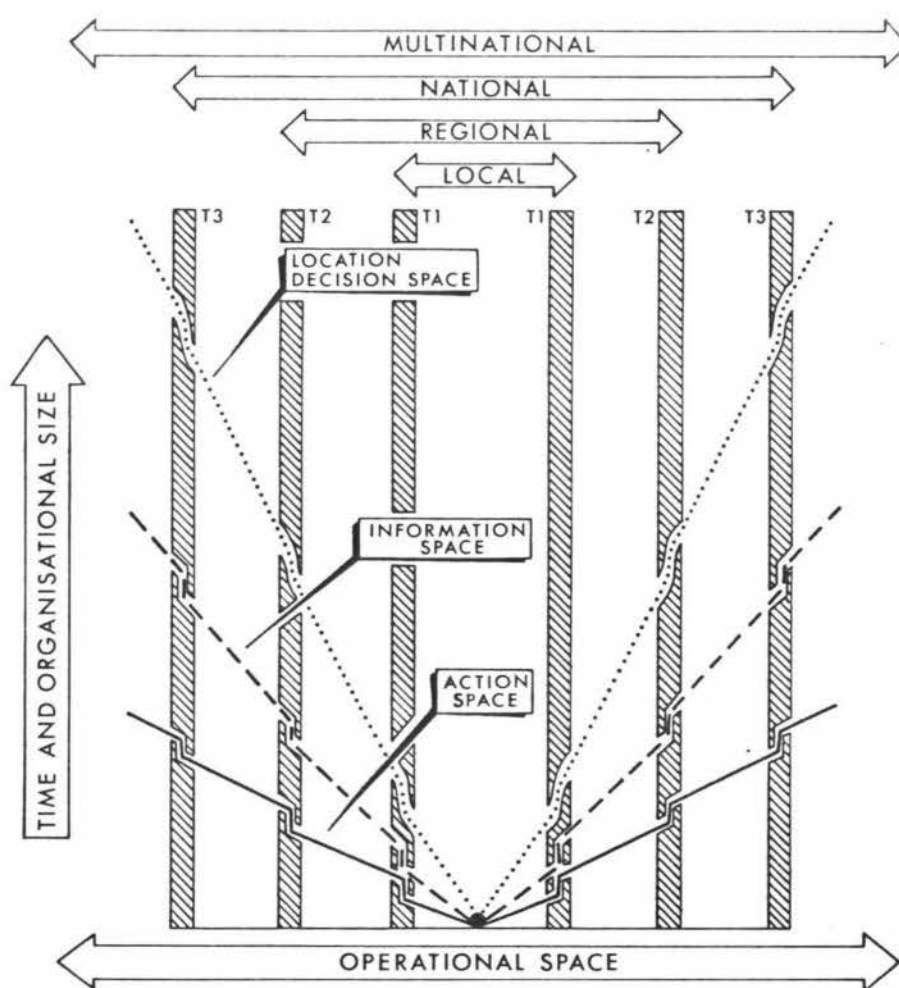 MULTINATIONAL
NATIONAL
REGIONAL
LOCAL
T3
T2
T1
T1
T2
T3
LOCATION
DECISION SPACE
INFORMATION
SPACE
ACTION
SPACE
TIME AND ORGANISATIONAL SIZE
OPERATIONAL SPACE